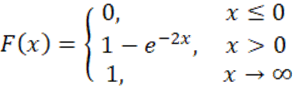 F(x) = { 0, x ≤ 0
1 − e^{−2x}, x > 0
1, x → ∞